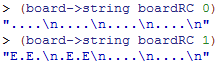 > (board->string boardRC 0)
"....\n....\n....\n....\n"
> (board->string boardRC 1)
"E.E.\n.E.E\n....\n....\n"